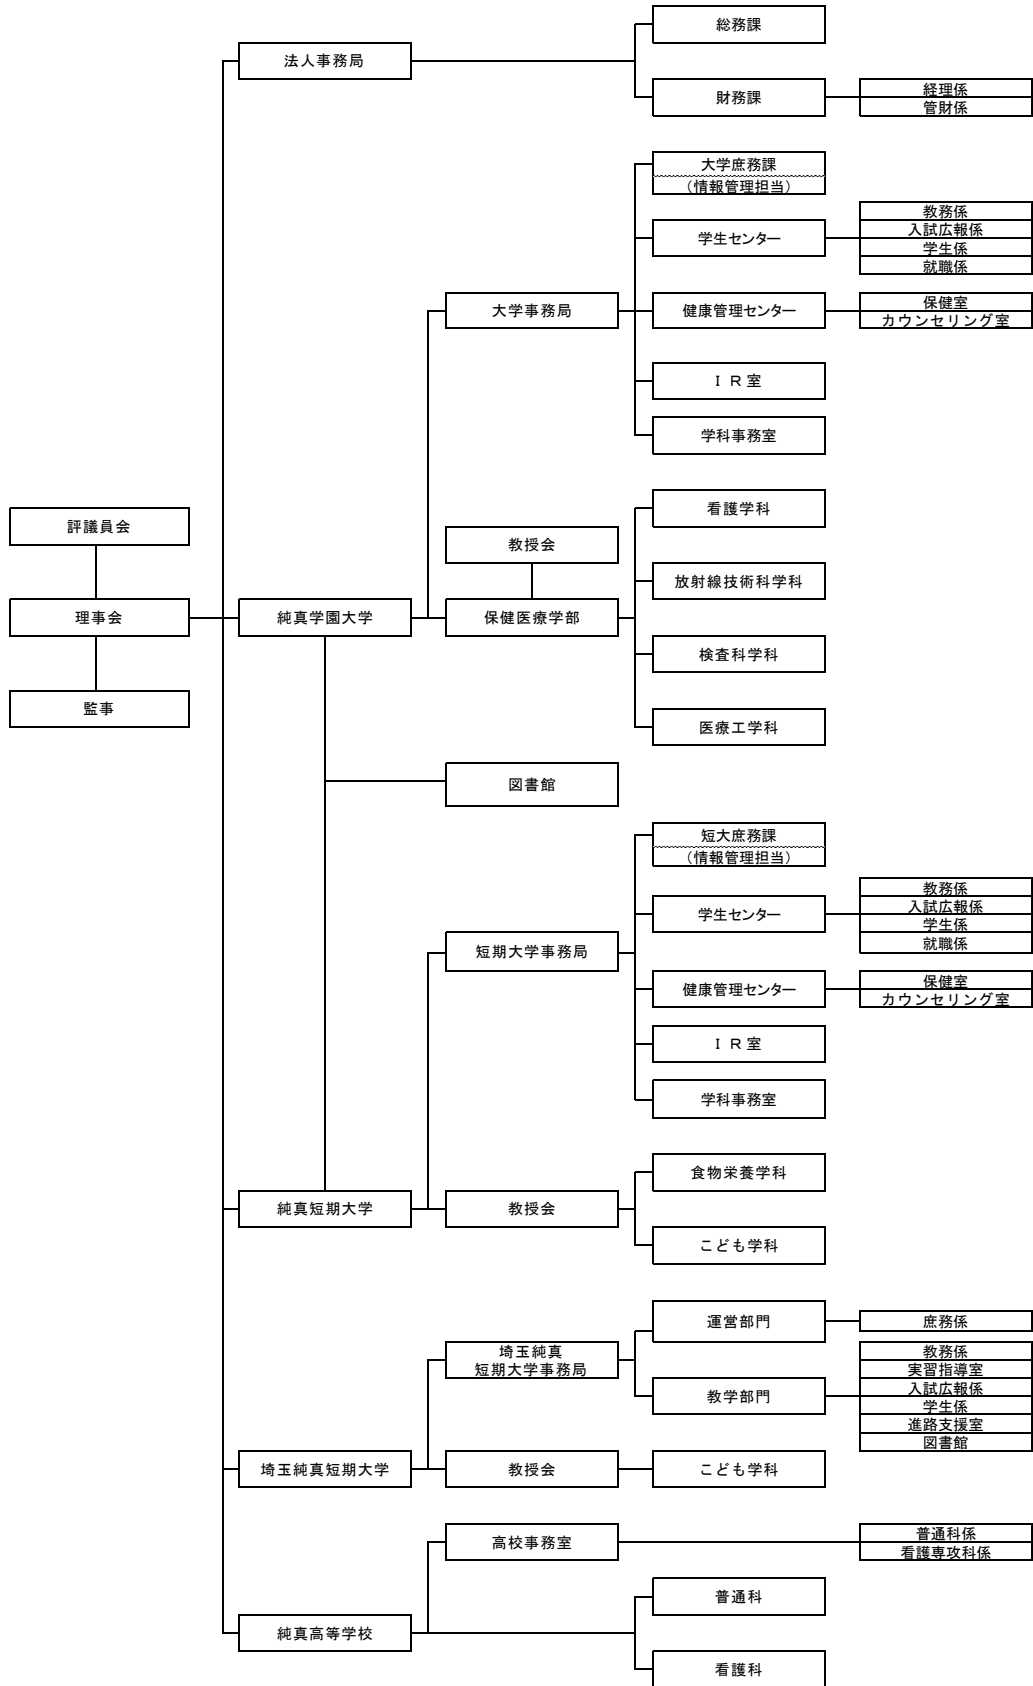 総務課
法人事務局
財務課
経理係
管財係
大学庶務課
（情報管理担当）
学生センター
教務係
入試広報係
学生係
就職係
大学事務局
健康管理センター
保健室
カウンセリング室
ＩＲ室
学科事務室
看護学科
評議員会
教授会
放射線技術科学科
理事会
純真学園大学
保健医療学部
検査科学科
監事
医療工学科
図書館
短大庶務課
（情報管理担当）
学生センター
教務係
入試広報係
学生係
就職係
短期大学事務局
健康管理センター
保健室
カウンセリング室
ＩＲ室
学科事務室
食物栄養学科
純真短期大学
教授会
こども学科
運営部門
庶務係
埼玉純真
短期大学事務局
教学部門
教務係
実習指導室
入試広報係
学生係
進路支援室
図書館
埼玉純真短期大学
教授会
こども学科
高校事務室
普通科係
看護専攻科係
普通科
純真高等学校
看護科